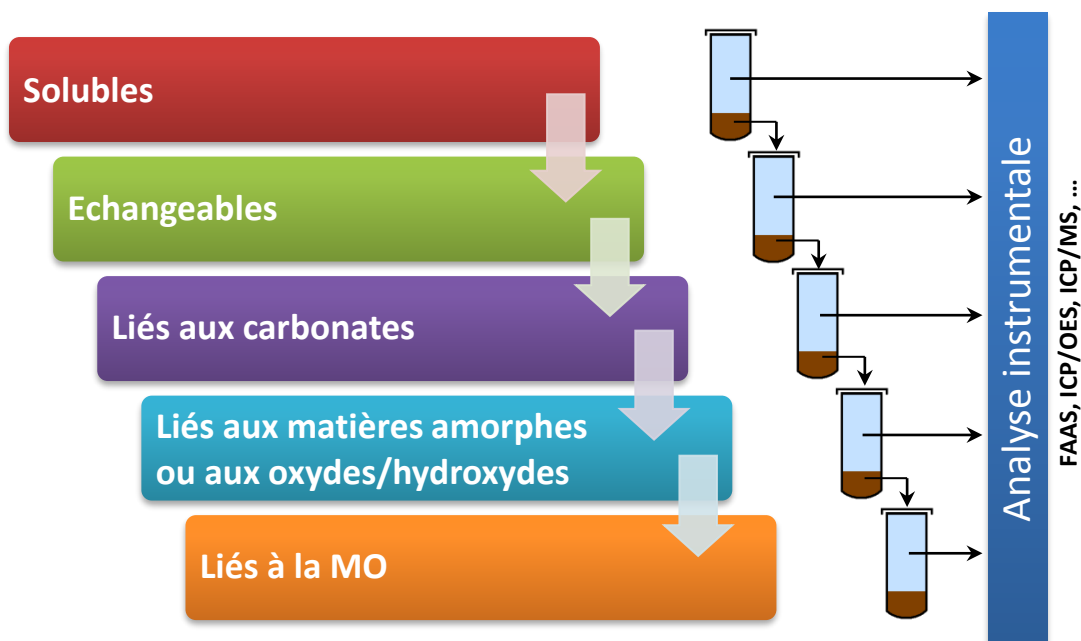 Solubles
Echangeables
Liés aux carbonates
Liés aux matières amorphes
ou aux oxydes/hydroxydes
Liés à la MO
Analyse instrumentale
FAAS, ICP/OES, ICP/MS, ...